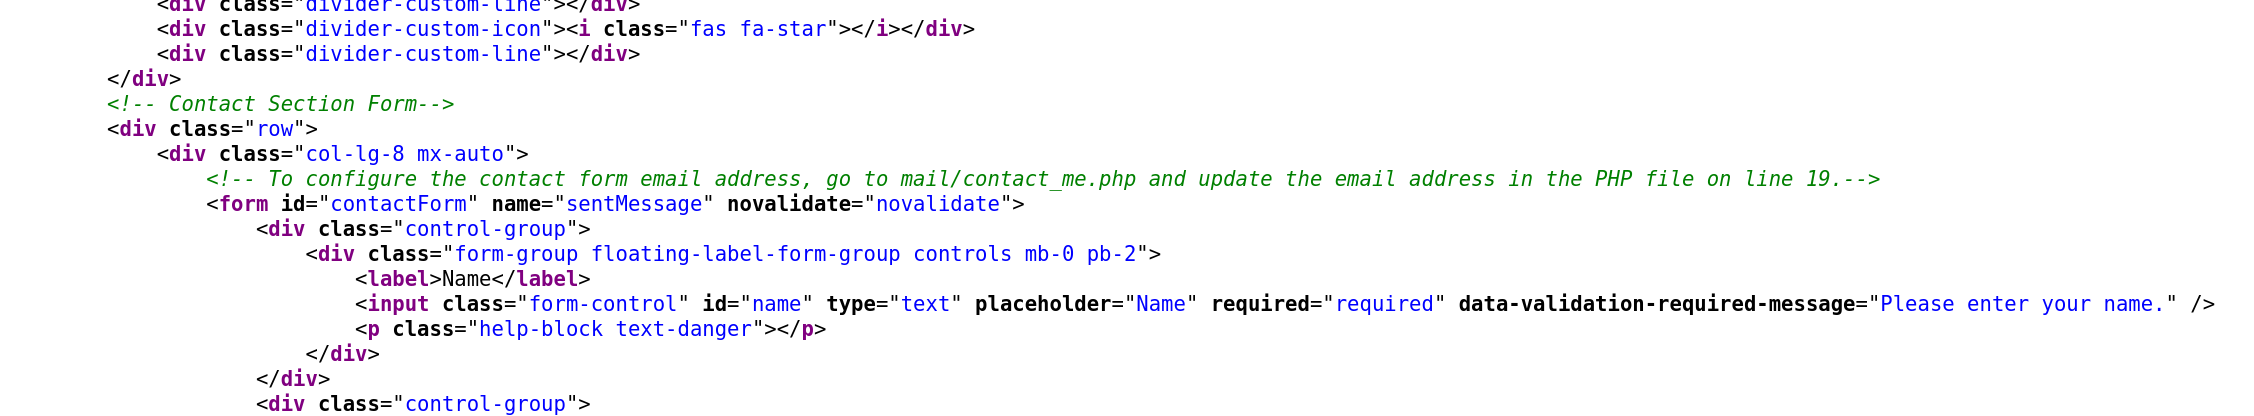 <div class="divider-custom-line"></div>
<div class="divider-custom-icon"><i class="fas fa-star"></i></div>
<div class="divider-custom-line"></div>
</div>
<!-- Contact Section Form-->
<div class="row">
<div class="col-lg-8 mx-auto">
<!-- To configure the contact form email address, go to mail/contact_me.php and update the email address in the PHP file on line 19.-->
<form id="contactForm" name="sentMessage" novalidate="novalidate">
<div class="control-group">
<div class="form-group floating-label-form-group controls mb-0 pb-2">
<label>Name</label>
<input class="form-control" id="name" type="text" placeholder="Name" required="required" data-validation-required-message="Please enter your name." />
<p class="help-block text-danger"></p>
</div>
</div>
<div class="control-group">